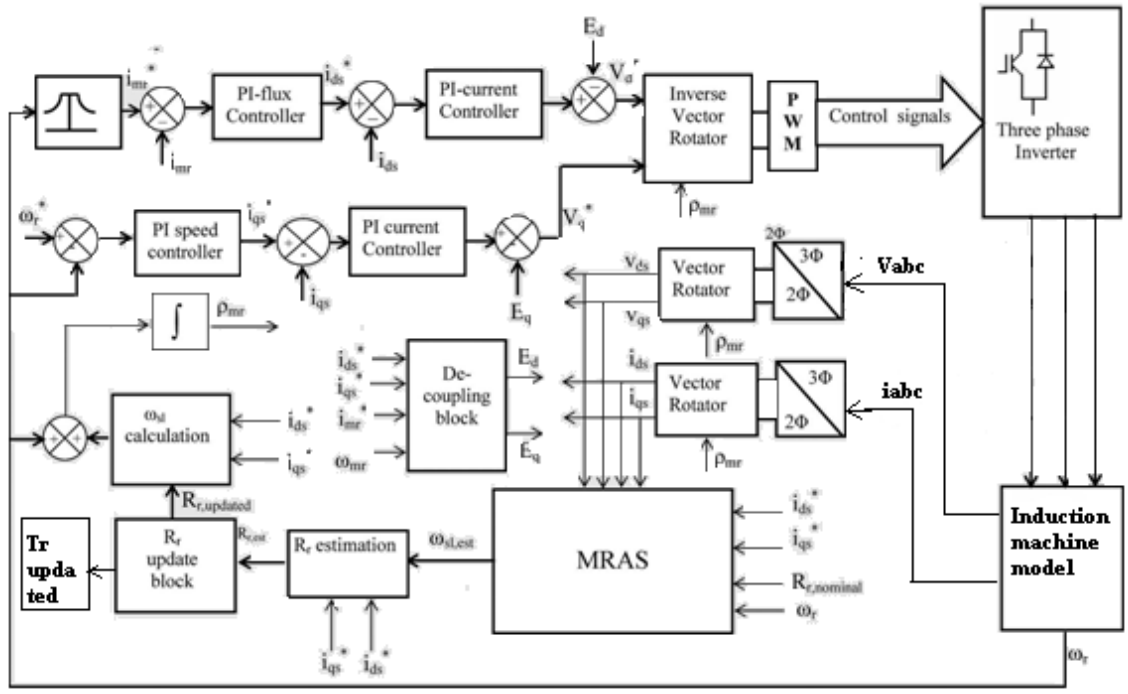 E_d
i_mr*
i_ds*
V_d*
PI-flux
Controller
PI-current
Controller
Inverse
Vector
Rotator
P
W
M
Control signals
Three phase
Inverter
i_mr
i_ds
ρ_mr
ω_r*
PI speed
controller
i_qs*
PI current
Controller
V_q*
i_qs
E_q
v_ds
v_qs
Vector
Rotator
2Φ
3Φ
2Φ
Vabc
ρ_mr
∫
ρ_mr
i_ds*
i_qs*
i_mr*
ω_mr
De-
coupling
block
E_d
E_q
i_ds
i_qs
Vector
Rotator
3Φ
2Φ
iabc
ρ_mr
ω_sl
calculation
i_ds*
i_qs*
R_r,updated
Tr
upda
ted
R_r
update
block
R_r,est
R_r estimation
i_qs*
i_ds*
ω_sl,est
MRAS
i_ds*
i_qs*
R_r,nominal
ω_r
Induction
machine
model
ω_r